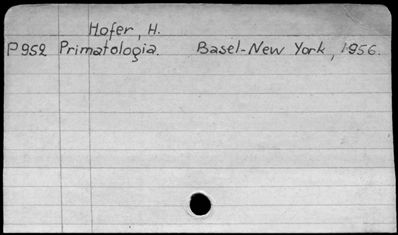 Hofer, H.
P952 Primatologia. Basel-New York, 1956.